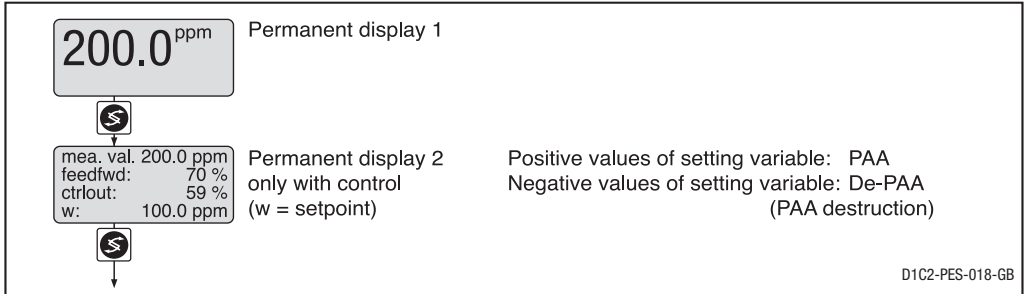 200.0 ppm
Permanent display 1
mea. val. 200.0 ppm
feedfwd: 70 %
ctrlout: 59 %
w: 100.0 ppm
Permanent display 2
only with control
(w = setpoint)
Positive values of setting variable: PAA
Negative values of setting variable: De-PAA
(PAA destruction)
D1C2-PES-018-GB